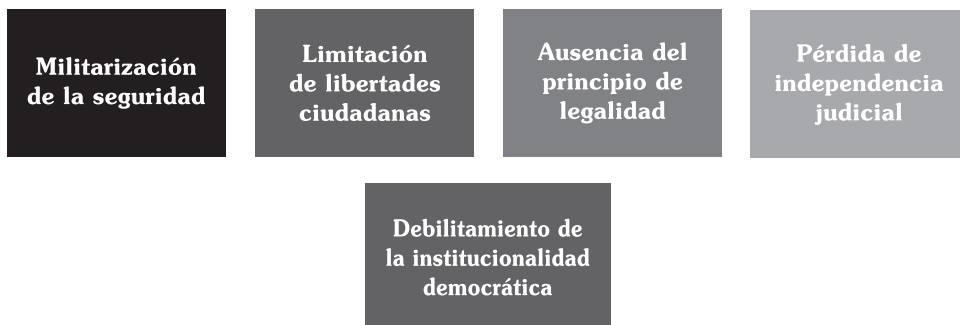 Militarización
de la seguridad
Limitación
de libertades
ciudadanas
Ausencia del
principio de
legalidad
Pérdida de
independencia
judicial
Debilitamiento de
la institucionalidad
democrática